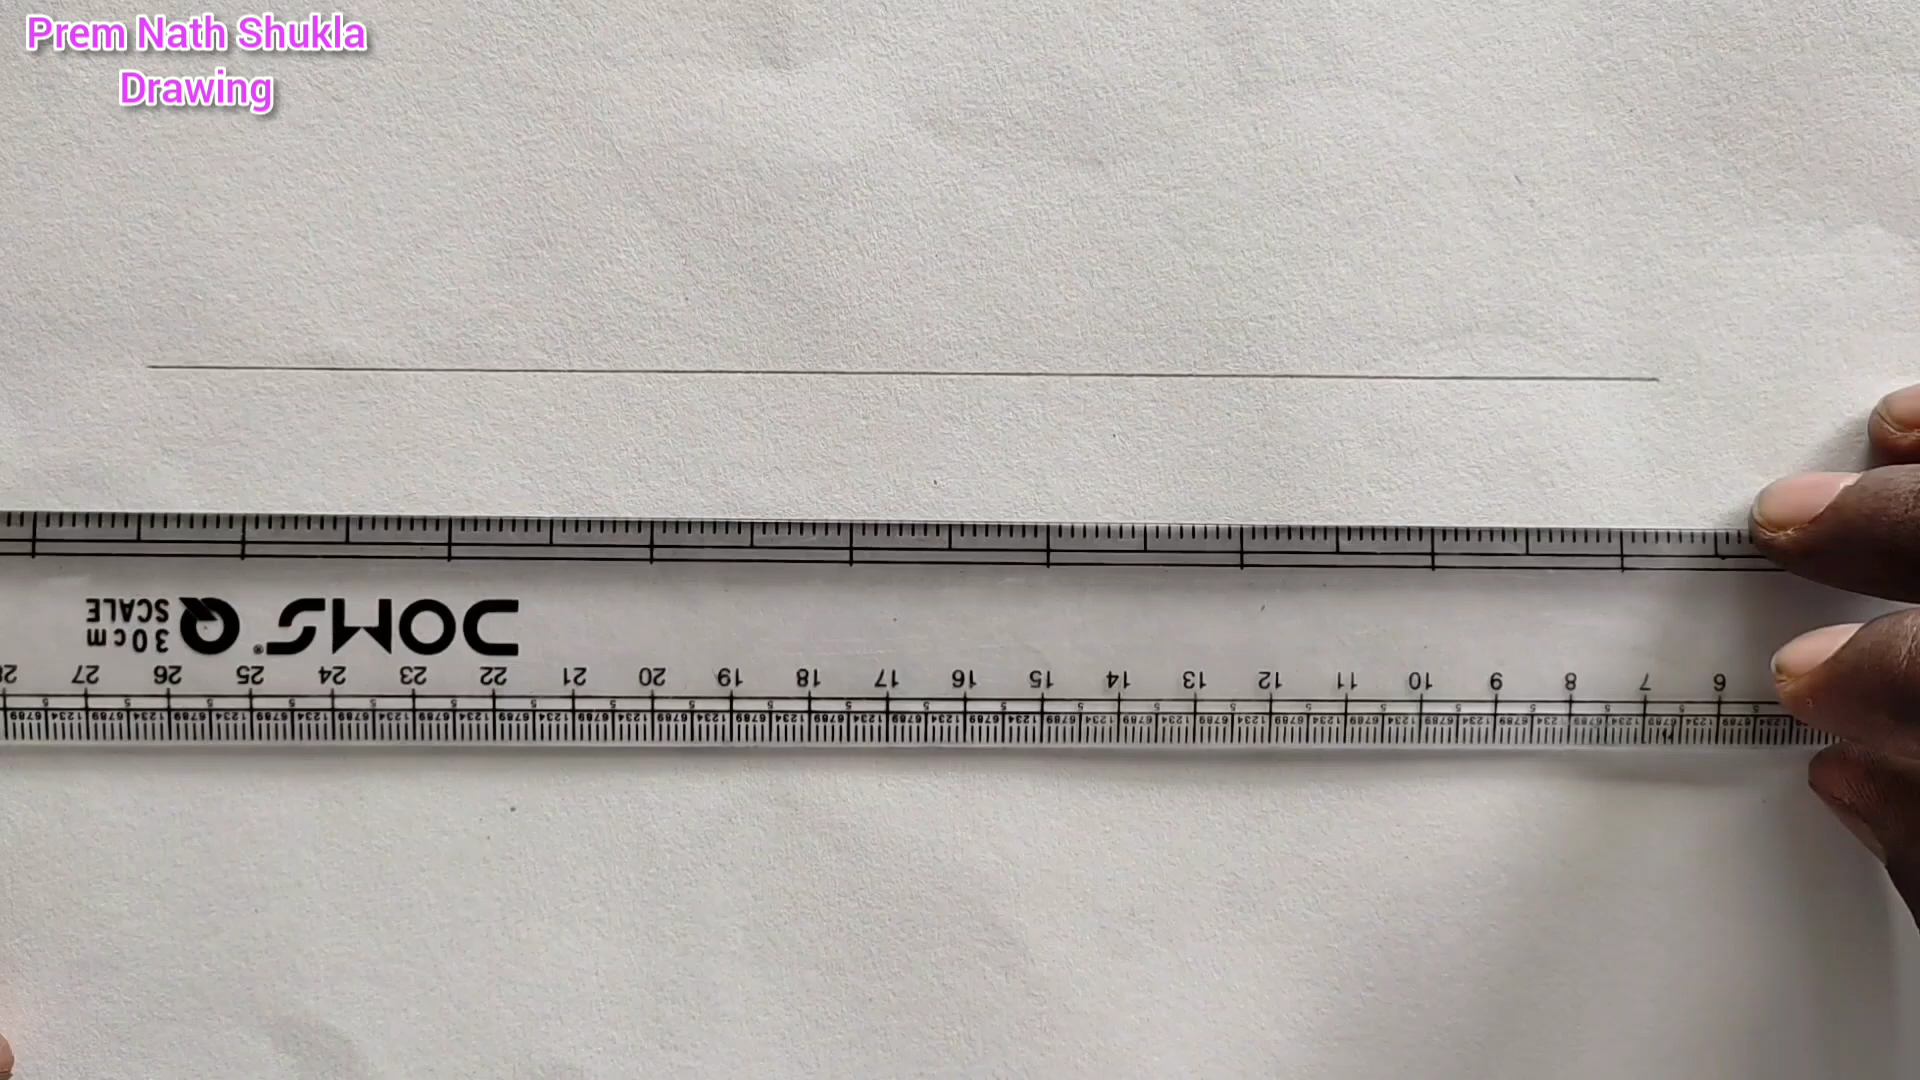 Prem Nath Shukla
Drawing
DOMS® Q 30cm
SCALE
6 7 8 9 10 11 12 13 14 15 16 17 18 19 20 21 22 23 24 25 26 27 28